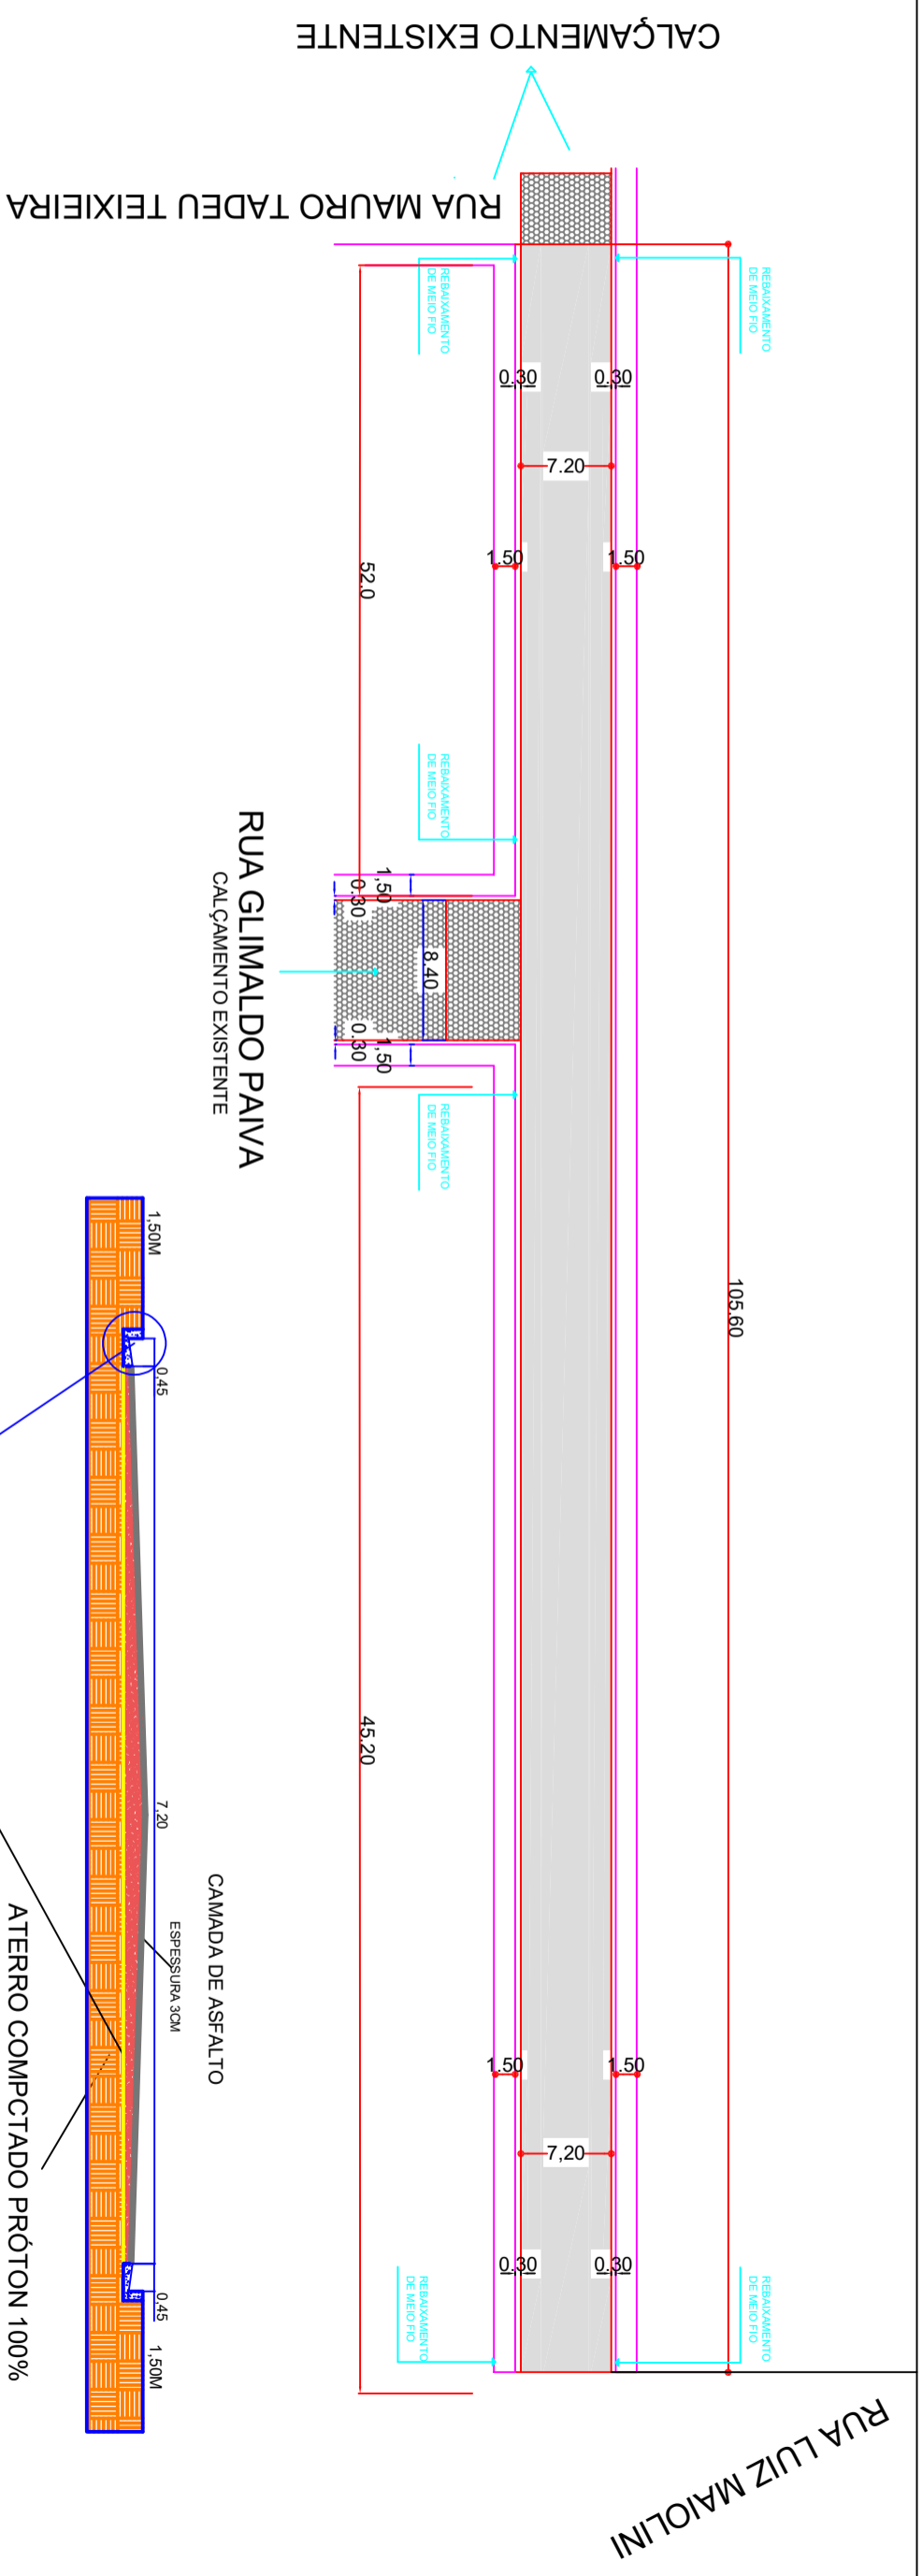 CALÇAMENTO EXISTENTE
RUA MAURO TADEU TEIXIEIRA
REBAIXAMENTO
DE MEIO FIO
REBAIXAMENTO
DE MEIO FIO
0.30
0.30
7.20
1.50
1.50
52.0
REBAIXAMENTO
DE MEIO FIO
RUA GLIMALDO PAIVA
CALÇAMENTO EXISTENTE
1,50
0.30
8.40
1,50
0.30
REBAIXAMENTO
DE MEIO FIO
105.60
45.20
1.50
1.50
7,20
0.30
0.30
REBAIXAMENTO
DE MEIO FIO
REBAIXAMENTO
DE MEIO FIO
RUA LUIZ MAIOLINI
1,50M
0,45
7,20
CAMADA DE ASFALTO
ESPESSURA 3CM
0,45
1,50M
ATERRO COMPCTADO PRÓTON 100%